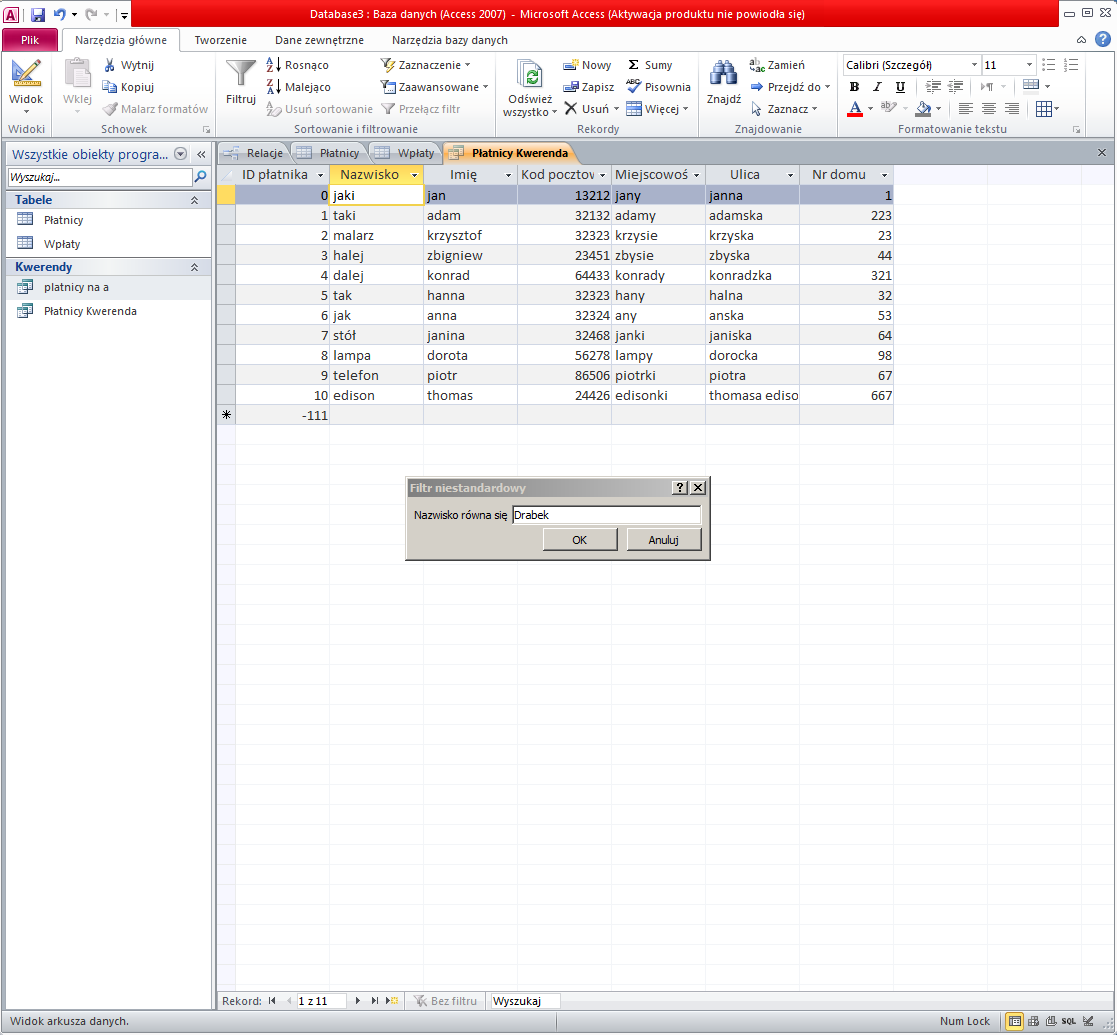 Database3 : Baza danych (Access 2007) - Microsoft Access (Aktywacja produktu nie powiodła się)
Plik Narzędzia główne Tworzenie Dane zewnętrzne Narzędzia bazy danych
Widok
Widoki
Wklej
Wytnij
Kopiuj
Malarz formatów
Schowek
Filtruj
Rosnąco
Malejąco
Usuń sortowanie
Zaznaczenie
Zaawansowane
Przełącz filtr
Sortowanie i filtrowanie
Odśwież
wszystko
Nowy
Zapisz
Usuń
Sumy
Pisownia
Więcej
Rekordy
Znajdź
Zamień
Przejdź do
Zaznacz
Znajdowanie
Calibri (Szczegół) 11
B I U
Formatowanie tekstu
Wszystkie obiekty progra...
Wyszukaj...
Tabele
Płatnicy
Wpłaty
Kwerendy
platnicy na a
Płatnicy Kwerenda
Relacje Płatnicy Wpłaty Płatnicy Kwerenda
ID płatnika Nazwisko Imię Kod pocztov Miejscowoś Ulica Nr domu
0 jaki jan 13212 jany janna 1
1 taki adam 32132 adamy adamska 223
2 malarz krzysztof 32323 krzysie krzyska 23
3 halej zbigniew 23451 zbysie zbyska 44
4 dalej konrad 64433 konrady konradzka 321
5 tak hanna 32323 hany halna 32
6 jak anna 32324 any anska 53
7 stół janina 32468 janki janiska 64
8 lampa dorota 56278 lampy dorocka 98
9 telefon piotr 86506 piotrki piotra 67
10 edison thomas 24426 edisonki thomasa ediso 667
-111
Filtr niestandardowy
Nazwisko równa się Drabek
OK Anuluj
Rekord: 1 z 11 Bez filtru Wyszukaj
Widok arkusza danych. Num Lock SQL